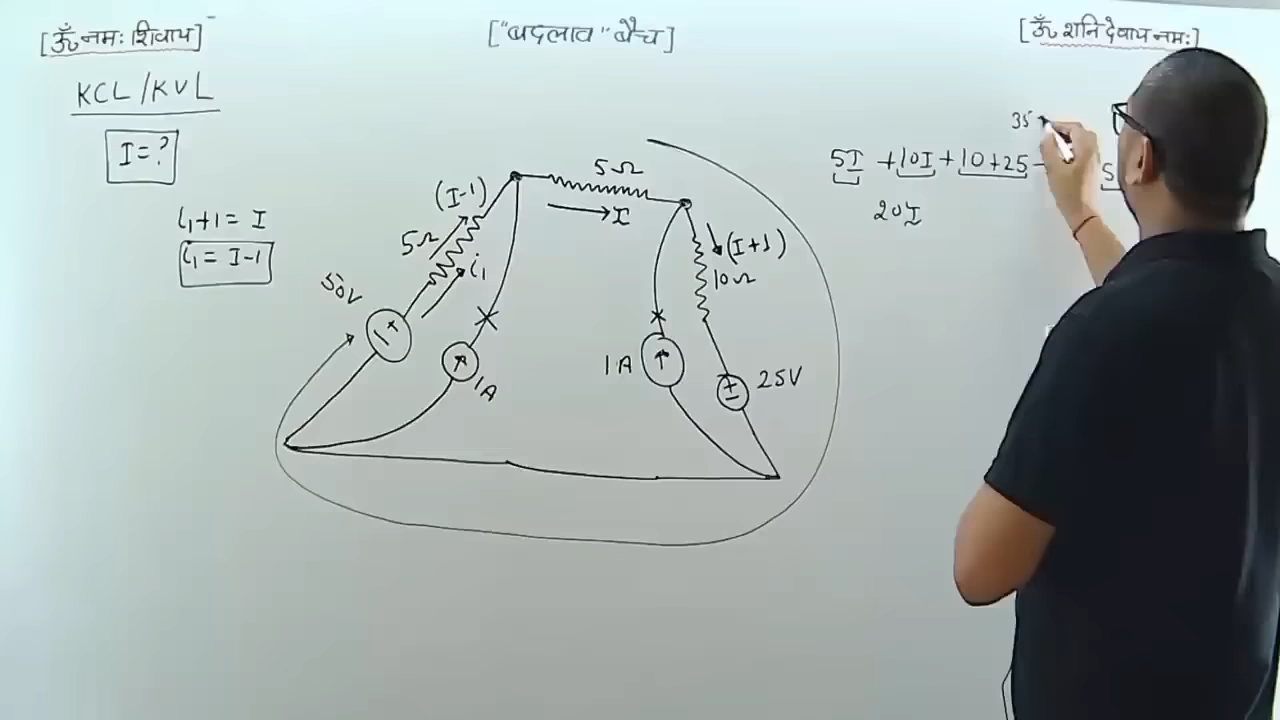 [ॐ नमः शिवाय]
["बदलाव" बैच]
[ॐ शनि देवाय नमः]
KCL/KVL
I=?
i₁+1 = I
i₁ = I-1
(I-1)
5Ω
i₁
50V
1A
5Ω
I
(I+1)
10Ω
1A
25V
35
5I +10I +10+25 -
5
20I